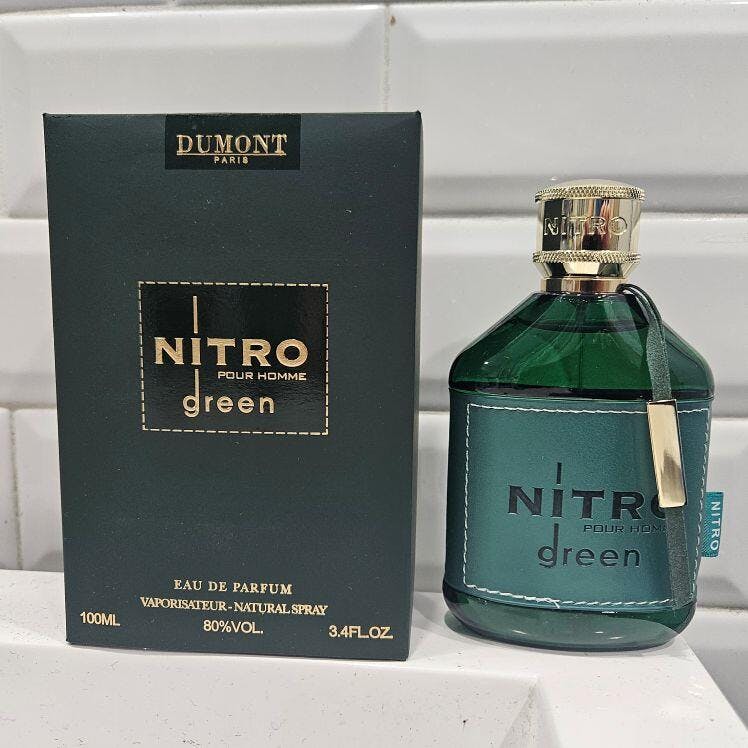 DUMONT
PARIS
NiTRO
POUR HOMME
green
EAU DE PARFUM
VAPORISATEUR - NATURAL SPRAY
100ML
80%VOL.
3.4FL.OZ.
NiTRO
NiTRO
POUR HOMME
green
NITRO